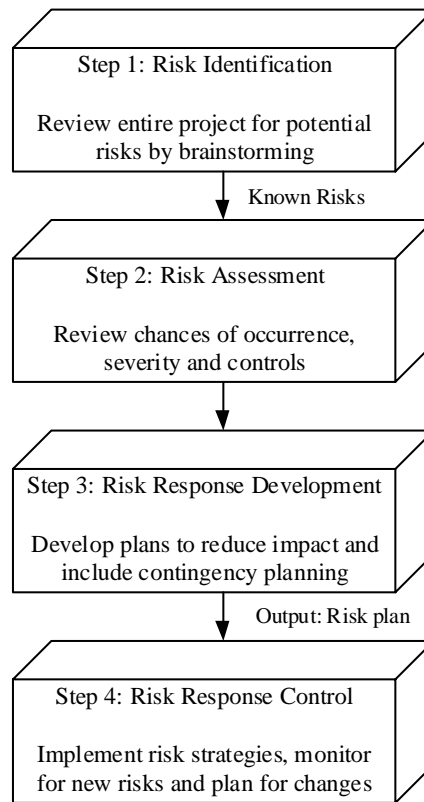 Step 1: Risk Identification
Review entire project for potential
risks by brainstorming
Known Risks
Step 2: Risk Assessment
Review chances of occurrence,
severity and controls
Step 3: Risk Response Development
Develop plans to reduce impact and
include contingency planning
Output: Risk plan
Step 4: Risk Response Control
Implement risk strategies, monitor
for new risks and plan for changes